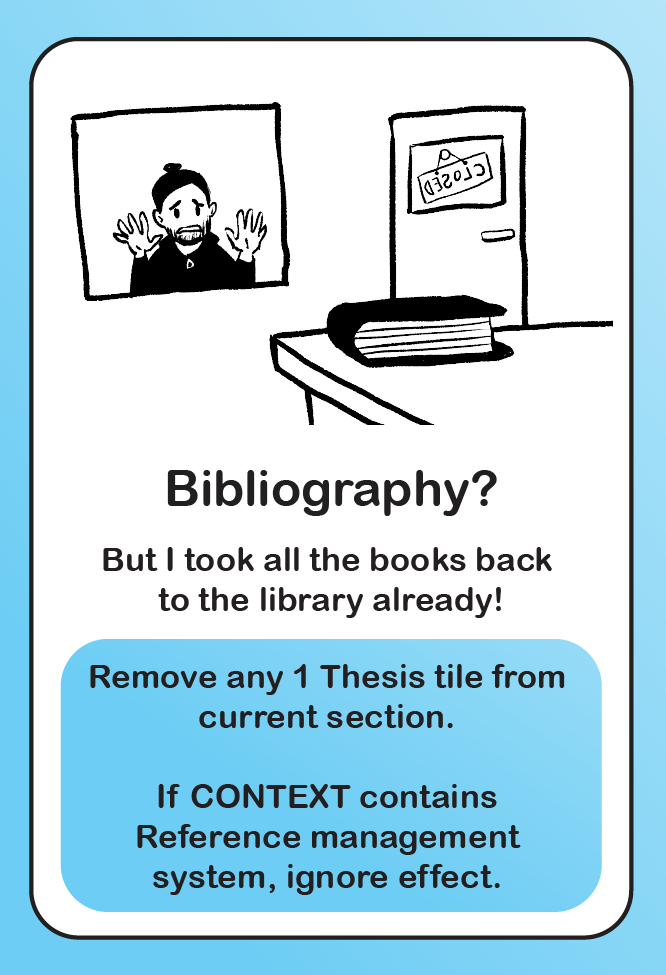 CLOSED
Bibliography?
But I took all the books back
to the library already!
Remove any 1 Thesis tile from
current section.
If CONTEXT contains
Reference management
system, ignore effect.